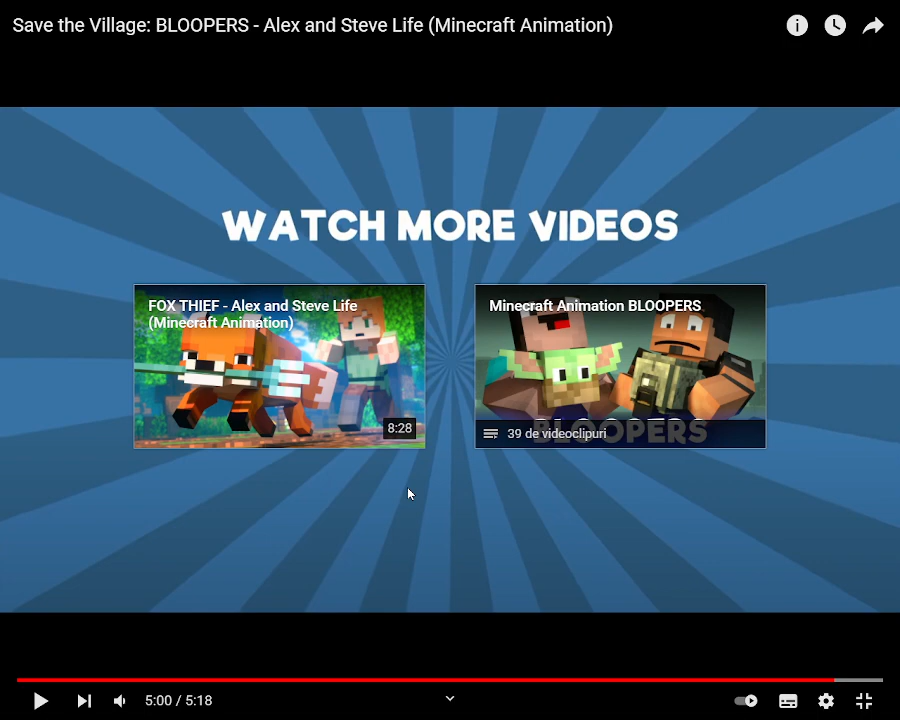 Save the Village: BLOOPERS - Alex and Steve Life (Minecraft Animation)
WATCH MORE VIDEOS
FOX THIEF - Alex and Steve Life
(Minecraft Animation)
8:28
Minecraft Animation BLOOPERS
BLOOPERS
39 de videoclipuri
5:00 / 5:18